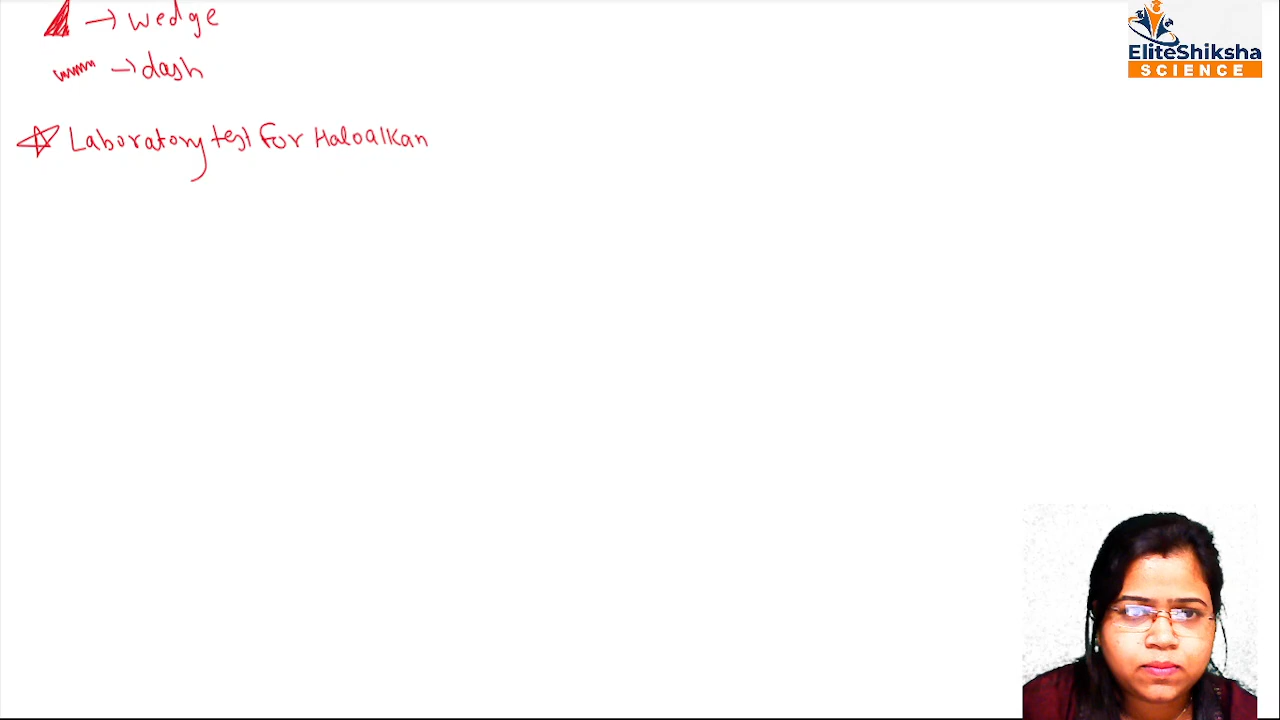 → wedge
→ dash
☆ Laboratory test For Haloalkan
EliteShiksha
SCIENCE